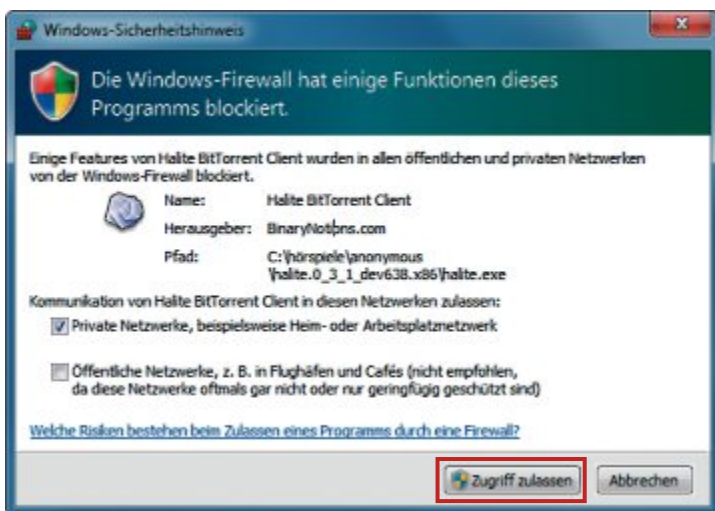 Windows-Sicherheitshinweis
Die Windows-Firewall hat einige Funktionen dieses
Programms blockiert.
Einige Features von Halite BitTorrent Client wurden in allen öffentlichen und privaten Netzwerken
von der Windows-Firewall blockiert.
Name: Halite BitTorrent Client
Herausgeber: BinaryNotions.com
Pfad: C:\hörspiele\anonymous
\halite.0_3_1_dev638.x86\halite.exe
Kommunikation von Halite BitTorrent Client in diesen Netzwerken zulassen:
Private Netzwerke, beispielsweise Heim- oder Arbeitsplatznetzwerk
Öffentliche Netzwerke, z. B. in Flughäfen und Cafés (nicht empfohlen,
da diese Netzwerke oftmals gar nicht oder nur geringfügig geschützt sind)
Welche Risiken bestehen beim Zulassen eines Programms durch eine Firewall?
Zugriff zulassen Abbrechen